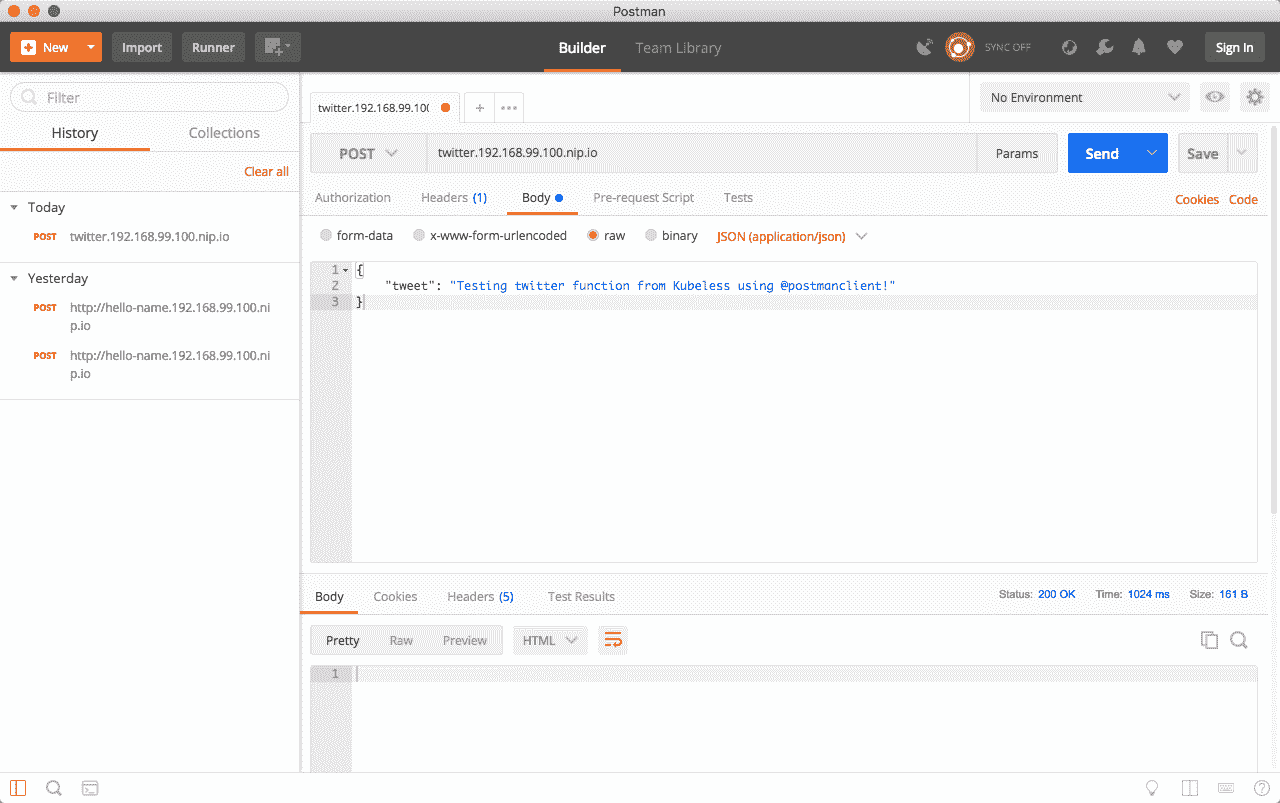 Postman
New Import Runner Builder Team Library SYNC OFF Sign In
Filter
History Collections
Clear all
Today
POST twitter.192.168.99.100.nip.io
Yesterday
POST http://hello-name.192.168.99.100.ni
p.io
POST http://hello-name.192.168.99.100.ni
p.io
twitter.192.168.99.100 + ••• No Environment
POST twitter.192.168.99.100.nip.io Params Send Save
Authorization Headers (1) Body Pre-request Script Tests Cookies Code
form-data x-www-form-urlencoded raw binary JSON (application/json)
1 {
2 "tweet": "Testing twitter function from Kubeless using @postmanclient!"
3 }
Body Cookies Headers (5) Test Results Status: 200 OK Time: 1024 ms Size: 161 B
Pretty Raw Preview HTML
1